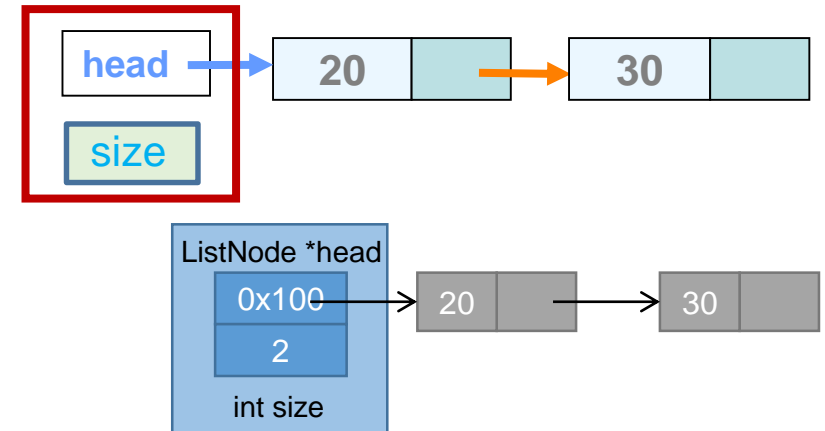 head 20 30
size
ListNode *head
0x100 20 30
2
int size